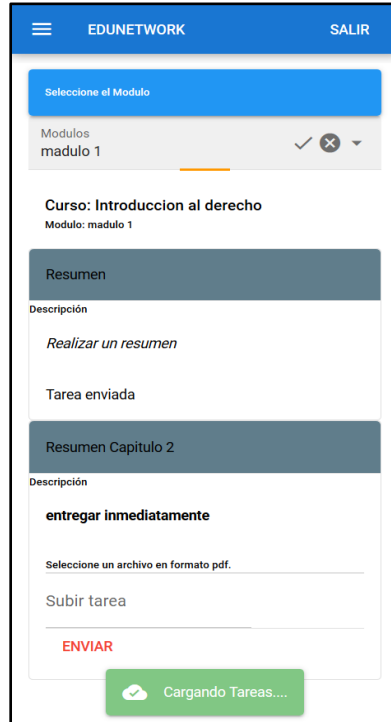 EDUNETWORK SALIR
Seleccione el Modulo
Modulos
madulo 1
Curso: Introduccion al derecho
Modulo: madulo 1
Resumen
Descripción
Realizar un resumen
Tarea enviada
Resumen Capitulo 2
Descripción
entregar inmediatamente
Seleccione un archivo en formato pdf.
Subir tarea
ENVIAR
Cargando Tareas....